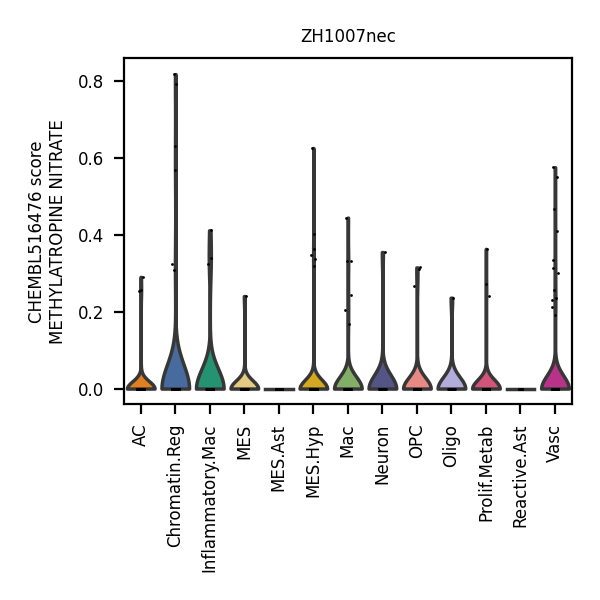 ZH1007nec
CHEMBL516476 score
METHYLATROPINE NITRATE
0.8
0.6
0.4
0.2
0.0
AC
Chromatin.Reg
Inflammatory.Mac
MES
MES.Ast
MES.Hyp
Mac
Neuron
OPC
Oligo
Prolif.Metab
Reactive.Ast
Vasc